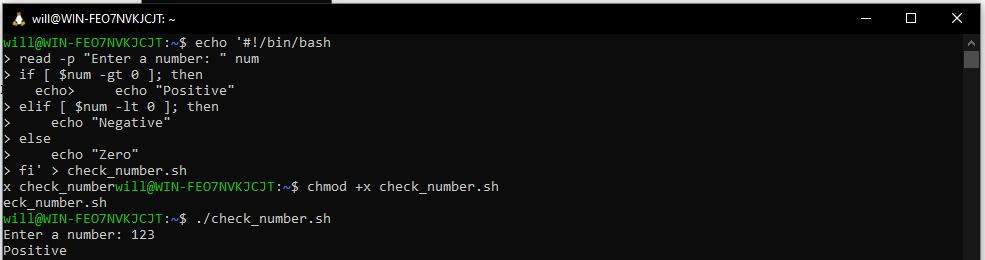 will@WIN-FEO7NVKJCJT: ~
will@WIN-FEO7NVKJCJT:~$ echo '#!/bin/bash
> read -p "Enter a number: " num
> if [ $num -gt 0 ]; then
    echo>     echo "Positive"
> elif [ $num -lt 0 ]; then
>     echo "Negative"
> else
>     echo "Zero"
> fi' > check_number.sh
x check_numberwill@WIN-FEO7NVKJCJT:~$ chmod +x check_number.sh
eck_number.sh
will@WIN-FEO7NVKJCJT:~$ ./check_number.sh
Enter a number: 123
Positive